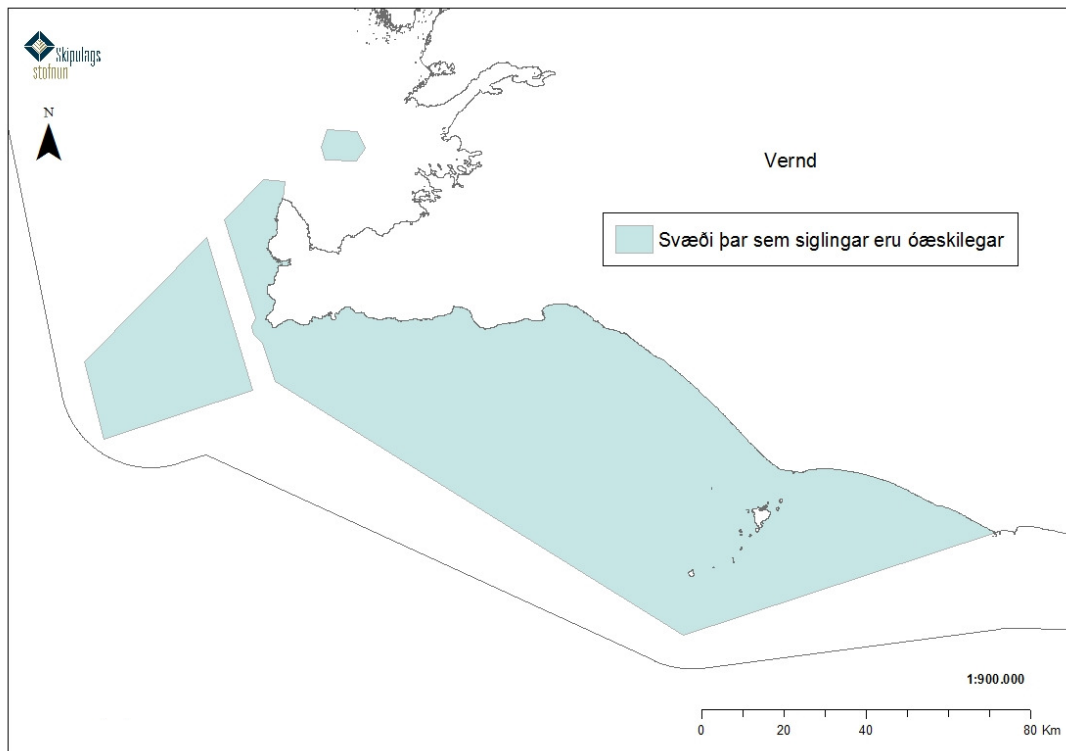 Skipulags
stofnun
N
Vernd
Svæði þar sem siglingar eru óæskilegar
1:900.000
0 20 40 80 Km